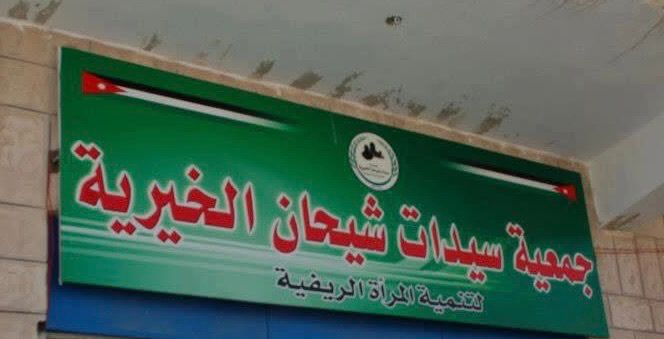 جمعية سيدات شيحان الخيرية
لتنمية المرأة الريفية